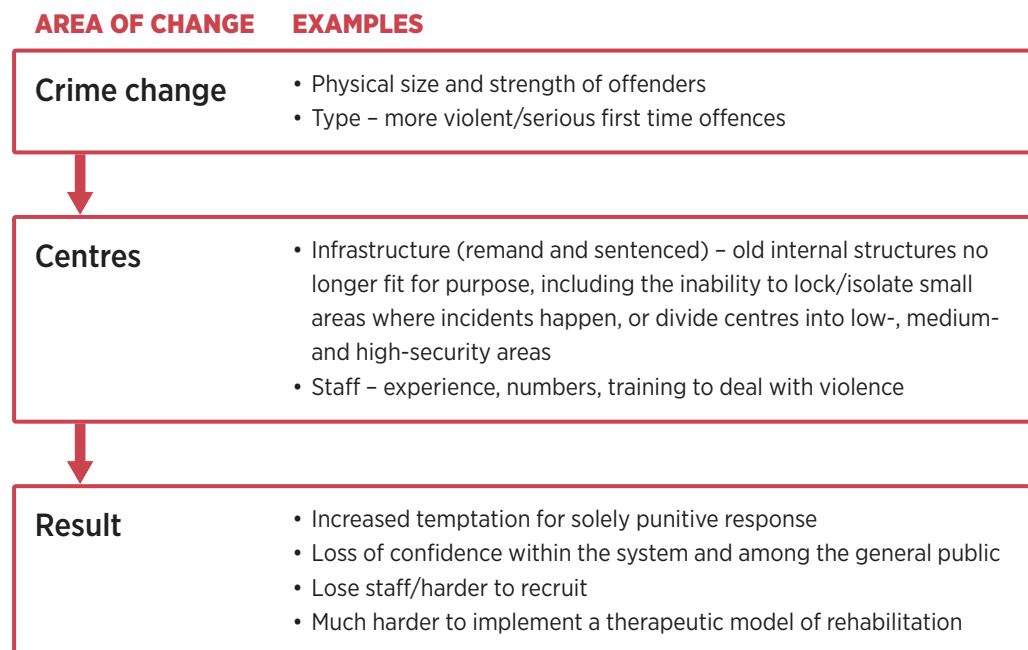 AREA OF CHANGE EXAMPLES
Crime change
• Physical size and strength of offenders
• Type – more violent/serious first time offences
Centres
• Infrastructure (remand and sentenced) – old internal structures no
longer fit for purpose, including the inability to lock/isolate small
areas where incidents happen, or divide centres into low-, medium-
and high-security areas
• Staff – experience, numbers, training to deal with violence
Result
• Increased temptation for solely punitive response
• Loss of confidence within the system and among the general public
• Lose staff/harder to recruit
• Much harder to implement a therapeutic model of rehabilitation